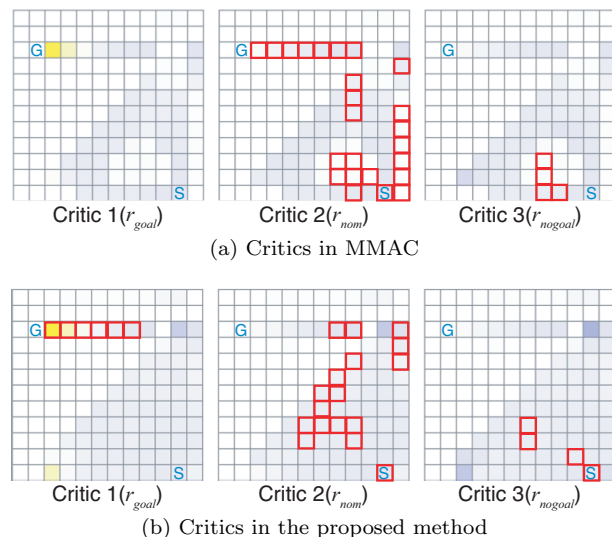 G G G
S S S
Critic 1(r_goal) Critic 2(r_nom) Critic 3(r_nogoal)
(a) Critics in MMAC
G G G
S S S
Critic 1(r_goal) Critic 2(r_nom) Critic 3(r_nogoal)
(b) Critics in the proposed method